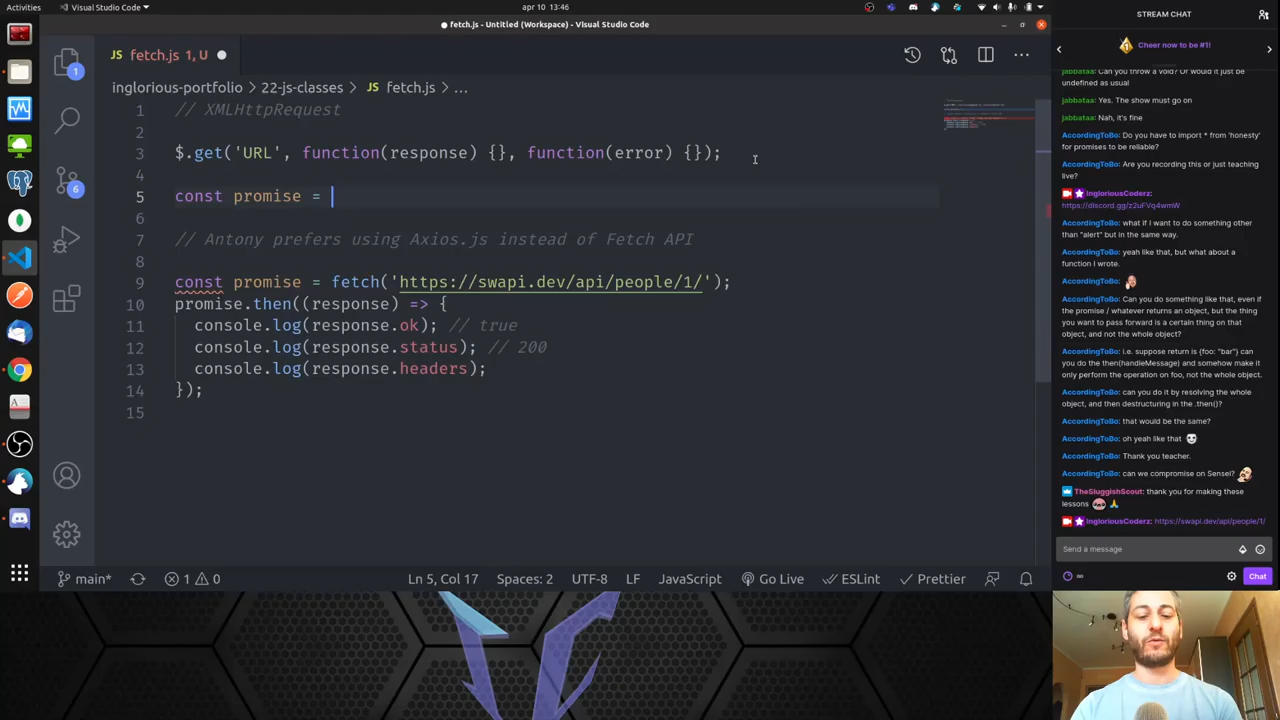 Activities
Visual Studio Code
apr 10 13:46
● fetch.js - Untitled (Workspace) - Visual Studio Code
JS fetch.js 1, U ●
inglorious-portfolio > 22-js-classes > JS fetch.js > ...
1 // XMLHttpRequest
2
3 $.get('URL', function(response) {}, function(error) {});
4
5 const promise =
6
7 // Antony prefers using Axios.js instead of Fetch API
8
9 const promise = fetch('https://swapi.dev/api/people/1/');
10 promise.then((response) => {
11 console.log(response.ok); // true
12 console.log(response.status); // 200
13 console.log(response.headers);
14 });
15
1
6
main*
1 0
Ln 5, Col 17
Spaces: 2
UTF-8
LF
JavaScript
Go Live
ESLint
Prettier
STREAM CHAT
Cheer now to be #1!
jabbataa: Can you throw a void? Or would it just be
undefined as usual
jabbataa: Yes. The show must go on
jabbataa: Nah, it's fine
AccordingToBo: Do you have to import * from 'honesty'
for promises to be reliable?
AccordingToBo: Are you recording this or just teaching
live?
IngloriousCoderz:
https://discord.gg/z2uFVq4wmW
AccordingToBo: what if I want to do something other
than "alert" but in the same way.
AccordingToBo: yeah like that, but what about a
function I wrote.
AccordingToBo:
AccordingToBo: Can you do something like that, even if
the promise / whatever returns an object, but the thing
you want to pass forward is a certain thing on that
object, and not the whole object?
AccordingToBo: i.e. suppose return is {foo: "bar"} can
you do the then(handleMessage) and somehow make it
only perform the operation on foo, not the whole object.
AccordingToBo: can you do it by resolving the whole
object, and then destructuring in the .then()?
AccordingToBo: that would be the same?
AccordingToBo: oh yeah like that
AccordingToBo: Thank you teacher.
AccordingToBo: can we compromise on Sensei?
TheSluggishScout: thank you for making these
lessons
IngloriousCoderz: https://swapi.dev/api/people/1/
Send a message
Chat